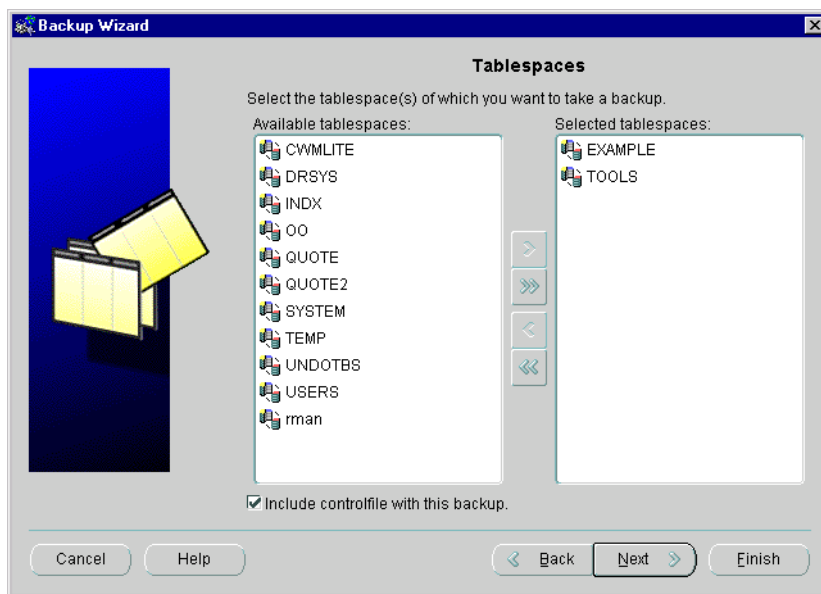 Backup Wizard
Tablespaces
Select the tablespace(s) of which you want to take a backup.
Available tablespaces:
CWMLITE
DRSYS
INDX
OO
QUOTE
QUOTE2
SYSTEM
TEMP
UNDOTBS
USERS
rman
Selected tablespaces:
EXAMPLE
TOOLS
Include controlfile with this backup.
Cancel Help Back Next Finish